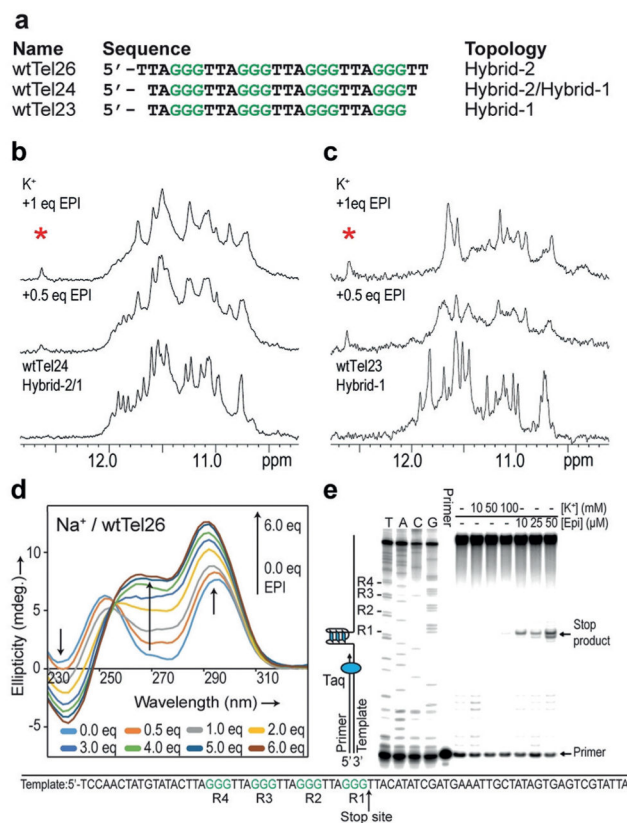 a
Name Sequence Topology
wtTel26 5’–TTAGGGTTAGGGTTAGGGTTAGGGTT Hybrid-2
wtTel24 5’– TAGGGTTAGGGTTAGGGTTAGGGT Hybrid-2/Hybrid-1
wtTel23 5’– TAGGGTTAGGGTTAGGGTTAGGG Hybrid-1
b
K+
+1 eq EPI
*
+0.5 eq EPI
wtTel24
Hybrid-2/1
12.0 11.0 ppm
c
K+
+1eq EPI
*
+0.5 eq EPI
wtTel23
Hybrid-1
12.0 11.0 ppm
d
Na+ / wtTel26
6.0 eq
0.0 eq
EPI
Ellipticity (mdeg.) →
10
5
0
-5
230 250 270 290 310
Wavelength (nm) →
0.0 eq 0.5 eq 1.0 eq 2.0 eq
3.0 eq 4.0 eq 5.0 eq 6.0 eq
e
T A C G
Primer
- 10 50 100 - - - [K+] (mM)
- - - - 10 25 50 [Epi] (μM)
R4
R3
R2
R1
Stop product
Taq
Primer
Template
5'3'
Primer
Template:5'-TCCAACTATGTATACTTAGGGTTAGGGTTAGGGTTAGGGTTACATATCGATGAAATTGCTATAGTGAGTCGTATTA
R4 R3 R2 R1
Stop site